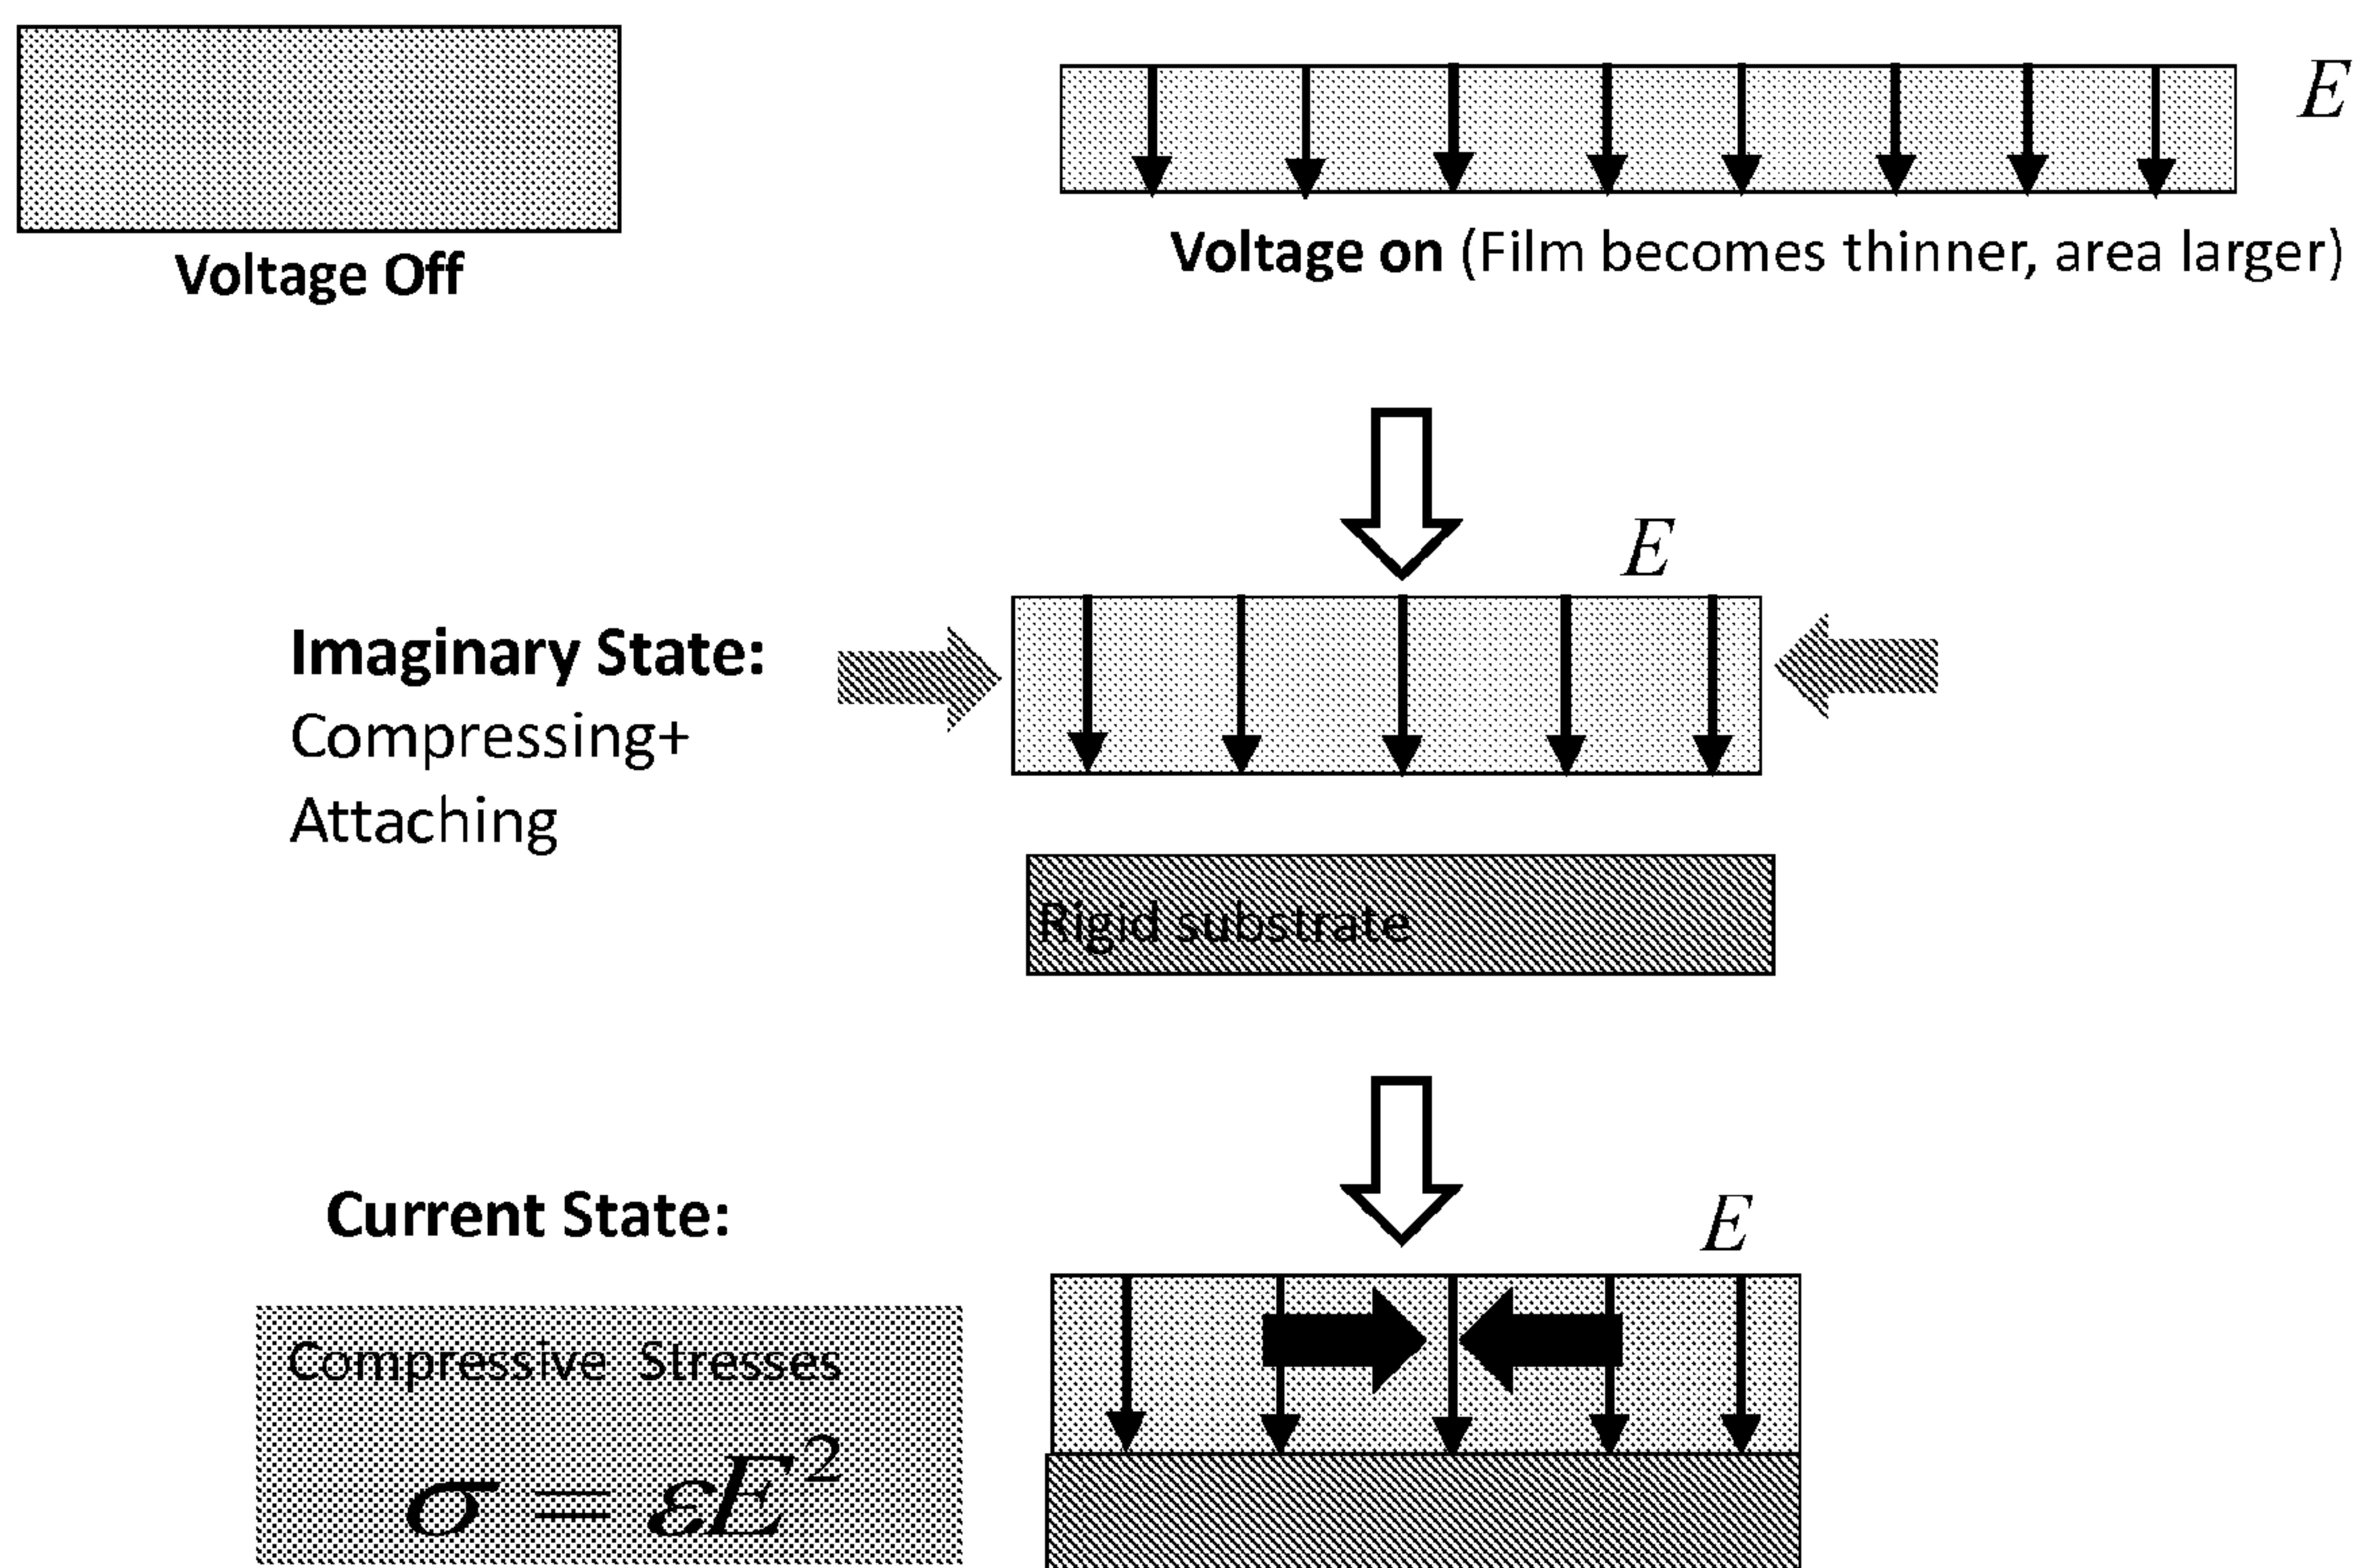 E
Voltage Off
Voltage on (Film becomes thinner, area larger)
E
Imaginary State:
Compressing+
Attaching
Rigid substrate
Current State:
E
Compressive Stresses
σ = εE²